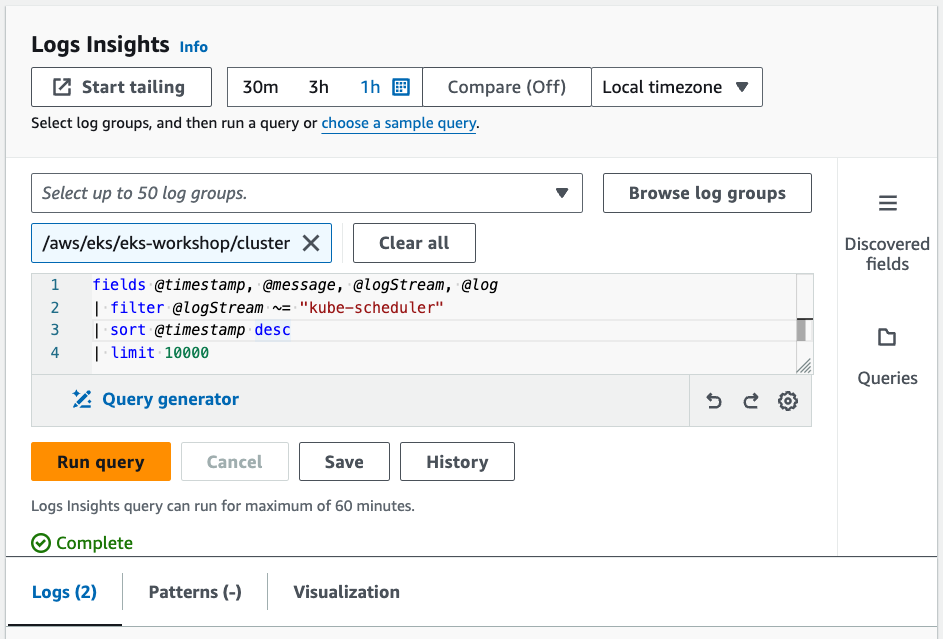 Logs Insights Info
Start tailing 30m 3h 1h Compare (Off) Local timezone
Select log groups, and then run a query or choose a sample query.
Select up to 50 log groups. Browse log groups
/aws/eks/eks-workshop/cluster Clear all
Discovered
fields
1 fields @timestamp, @message, @logStream, @log
2 | filter @logStream ~= "kube-scheduler"
3 | sort @timestamp desc
4 | limit 10000
Queries
Query generator
Run query Cancel Save History
Logs Insights query can run for maximum of 60 minutes.
Complete
Logs (2) Patterns (-) Visualization